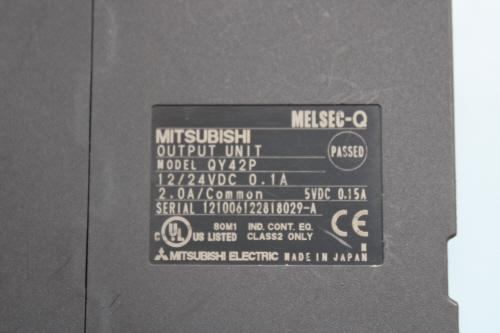 MELSEC-Q
MITSUBISHI
OUTPUT UNIT
PASSED
MODEL QY42P
12/24VDC 0.1A
2.0A/Common 5VDC 0.15A
SERIAL 121006122818029-A
C UL US LISTED 80M1 IND. CONT. EQ.
CLASS2 ONLY
CE
N
MITSUBISHI ELECTRIC MADE IN JAPAN